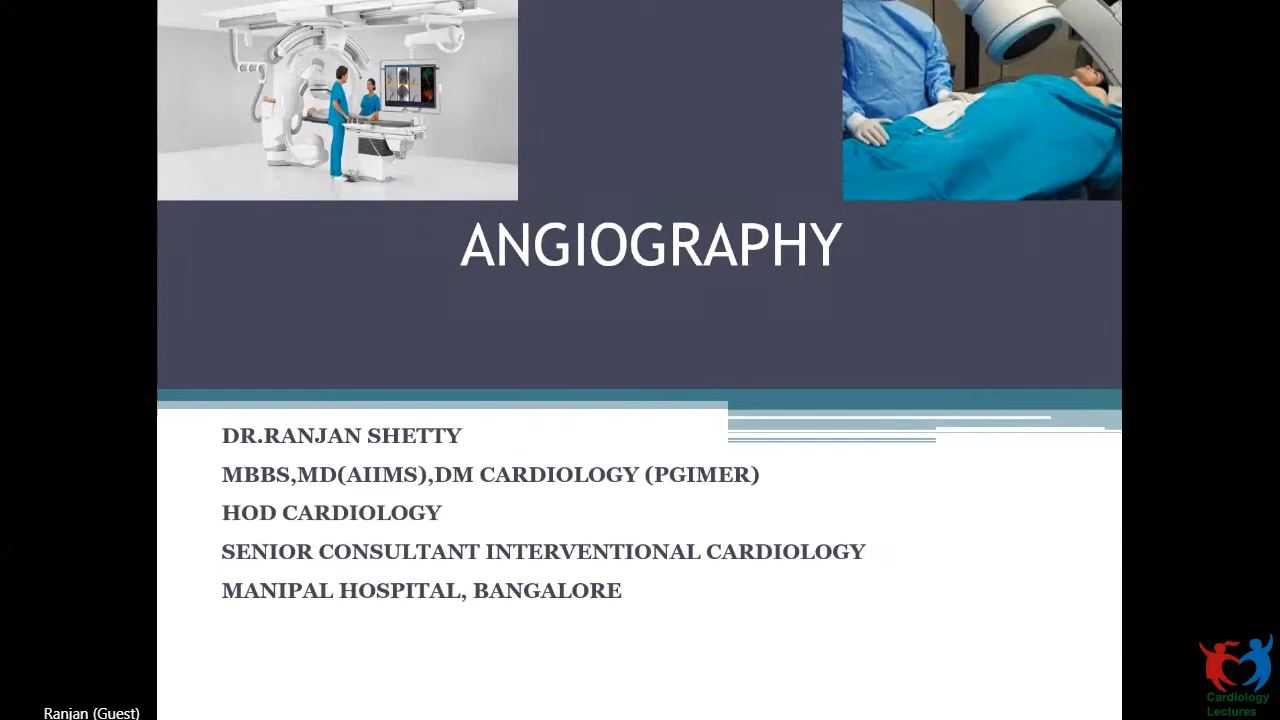 ANGIOGRAPHY
DR.RANJAN SHETTY
MBBS,MD(AIIMS),DM CARDIOLOGY (PGIMER)
HOD CARDIOLOGY
SENIOR CONSULTANT INTERVENTIONAL CARDIOLOGY
MANIPAL HOSPITAL, BANGALORE
Cardiology
Lectures
Ranjan (Guest)